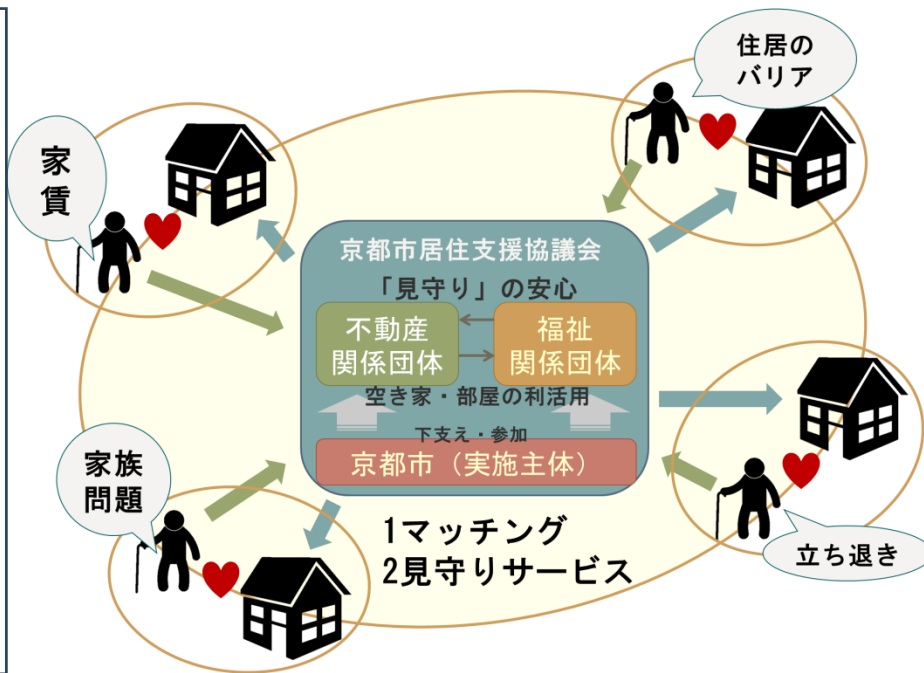 住居の
バリア
家
賃
京都市居住支援協議会
「見守り」の安心
不動産
関係団体
福祉
関係団体
空き家・部屋の利活用
下支え・参加
京都市（実施主体）
家族
問題
1マッチング
2見守りサービス
立ち退き